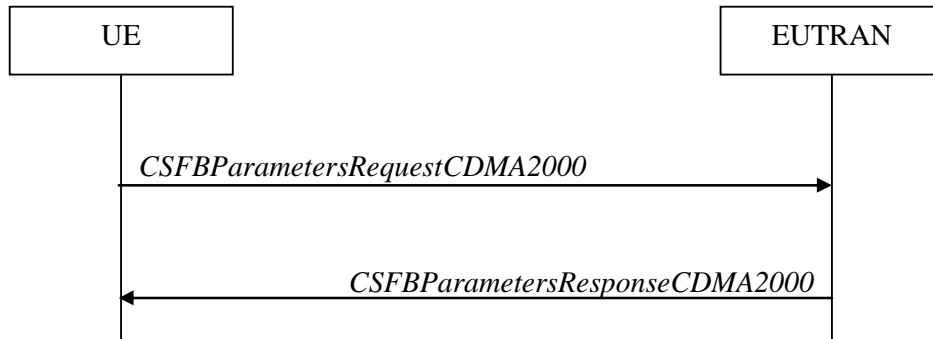 UE
EUTRAN
CSFBParametersRequestCDMA2000
CSFBParametersResponseCDMA2000